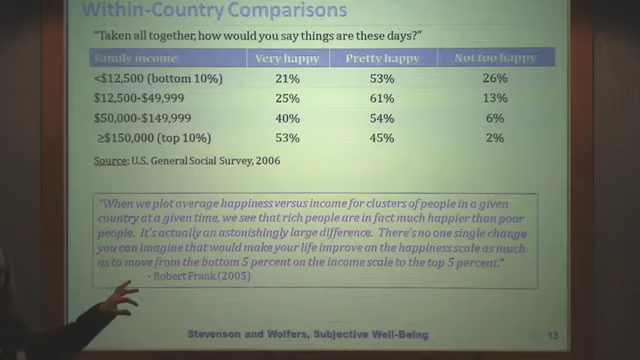 Within-Country Comparisons
"Taken all together, how would you say things are these days?"
Family income Very happy Pretty happy Not too happy
<$12,500 (bottom 10%) 21% 53% 26%
$12,500-$49,999 25% 61% 13%
$50,000-$149,999 40% 54% 6%
≥$150,000 (top 10%) 53% 45% 2%
Source: U.S. General Social Survey, 2006
"When we plot average happiness versus income for clusters of people in a given
country at a given time, we see that rich people are in fact much happier than poor
people. It's actually an astonishingly large difference. There's no one single change
you can imagine that would make your life improve on the happiness scale as much
as to move from the bottom 5 percent on the income scale to the top 5 percent."
- Robert Frank (2005)
Stevenson and Wolfers, Subjective Well-Being
13